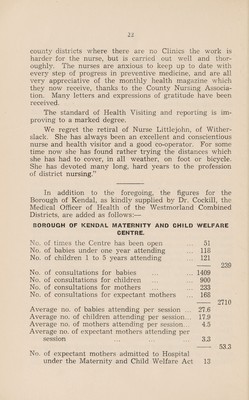 22
county districts where there are no Clinics the work is
harder for the nurse, but is carried out well and thor-
oughly. The nurses are anxious to keep up to date with
every step of progress in preventive medicine, and are all
very appreciative of the monthly health magazine which
they now receive, thanks to the County Nursing Associa-
tion. Many letters and expressions of gratitude have been
received.
The standard of Health Visiting and reporting is im-
proving to a marked degree.
We regret the retiral of Nurse Littlejohn, of Wither-
slack. She has always been an excellent and conscientious
nurse and health visitor and a good co-operator. For some
time now she has found rather trying the distances which
she has had to cover, in all weather, on foot or bicycle.
She has devoted many long, hard years to the profession
of district nursing."
In addition to the foregoing, the figures for the
Borough of Kendal, as kindly supplied by Dr. Cockill, the
Medical Officer of Health of the Westmorland Combined
Districts, are added as follows:—
BOROUGH OF KENDAL MATERNITY AND CHILD WELFARE
CENTRE.
No. of times the Centre has been open ... 51
No. of babies under one year attending ... 118
No. of children 1 to 5 years attending ... 121
239
No. of consultations for babies ... ... 1409
No. of consultations for children ... 900
No. of consultations for mothers ... 233
No. of consultations for expectant mothers ... 168
2710
Average no. of babies attending per session ... 27.6
Average no. of children attending per session... 17.9
Average no. of mothers attending per session... 4.5
Average no. of expectant mothers attending per
session ... ... ... 3.3
53.3
No. of expectant mothers admitted to Hospital
under the Maternity and Child Welfare Act 13